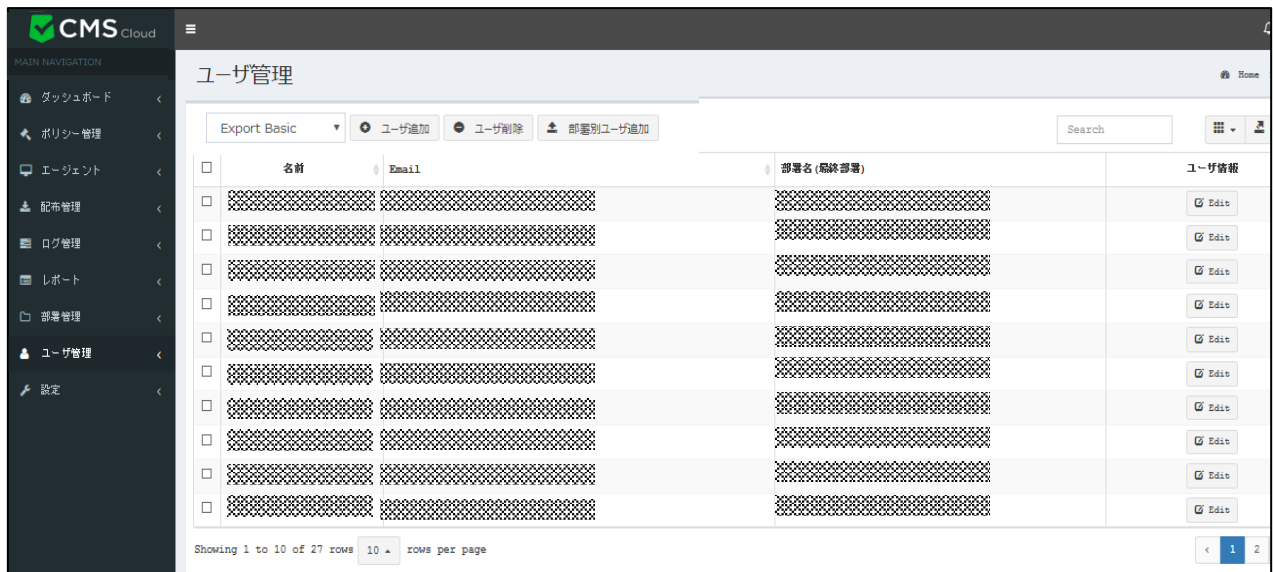 CMS Cloud
MAIN NAVIGATION
ダッシュボード
ポリシー管理
エージェント
配布管理
ログ管理
レポート
部署管理
ユーザ管理
設定
ユーザ管理
Home
Export Basic
ユーザ追加
ユーザ削除
部署別ユーザ追加
Search
名前
Email
部署名(最終部署)
ユーザ情報
Edit
Edit
Edit
Edit
Edit
Edit
Edit
Edit
Edit
Edit
Showing 1 to 10 of 27 rows 10 rows per page
‹ 1 2